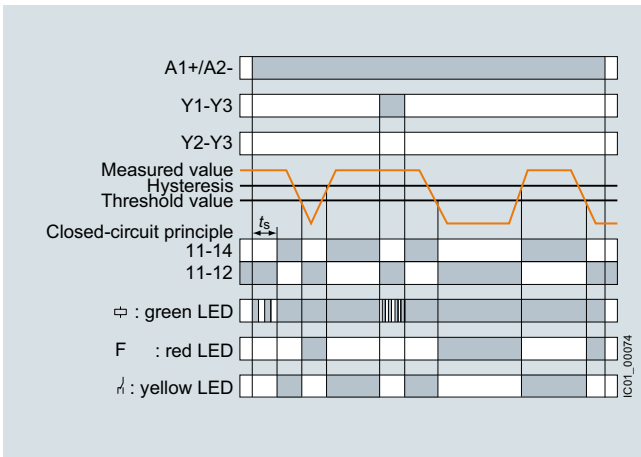 A1+/A2-
Y1-Y3
Y2-Y3
Measured value
Hysteresis
Threshold value
Closed-circuit principle
ts
11-14
11-12
: green LED
F : red LED
: yellow LED
IC01_00074